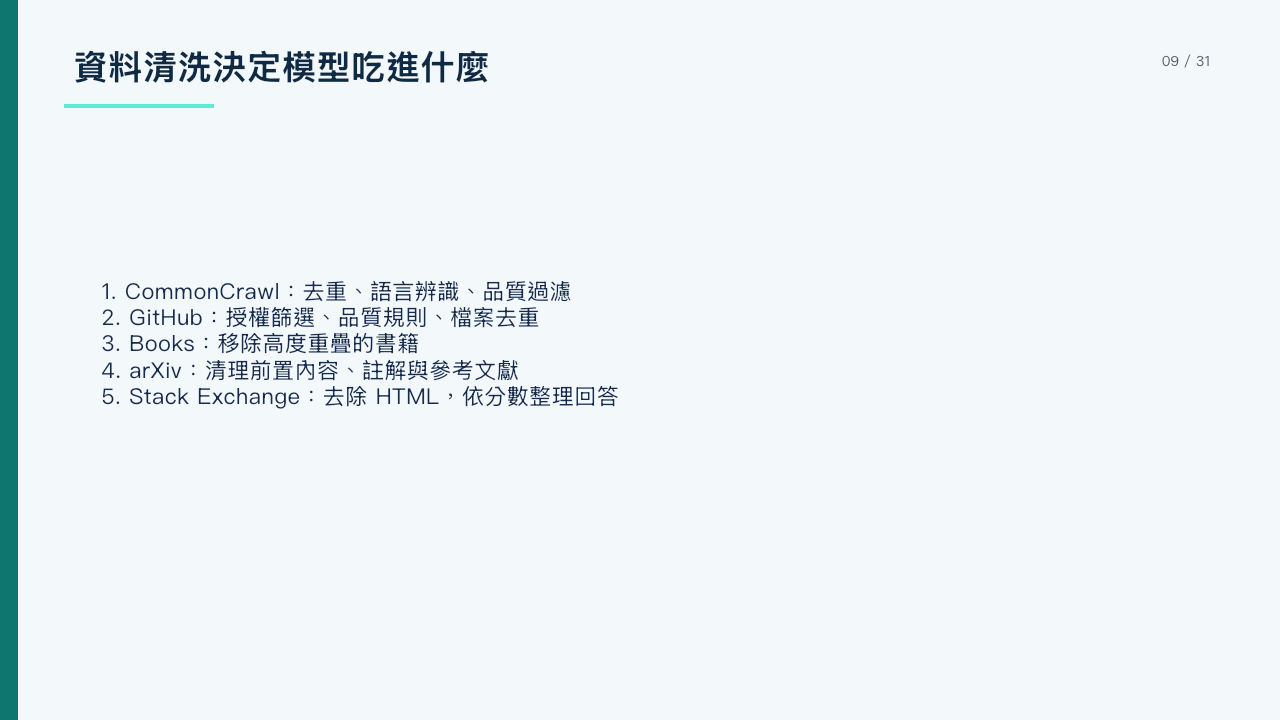 資料清洗決定模型吃進什麼
09 / 31
1. CommonCrawl：去重、語言辨識、品質過濾
2. GitHub：授權篩選、品質規則、檔案去重
3. Books：移除高度重疊的書籍
4. arXiv：清理前置內容、註解與參考文獻
5. Stack Exchange：去除 HTML，依分數整理回答